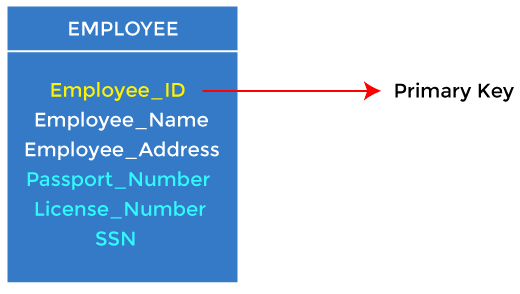 EMPLOYEE
Employee_ID
Primary Key
Employee_Name
Employee_Address
Passport_Number
License_Number
SSN